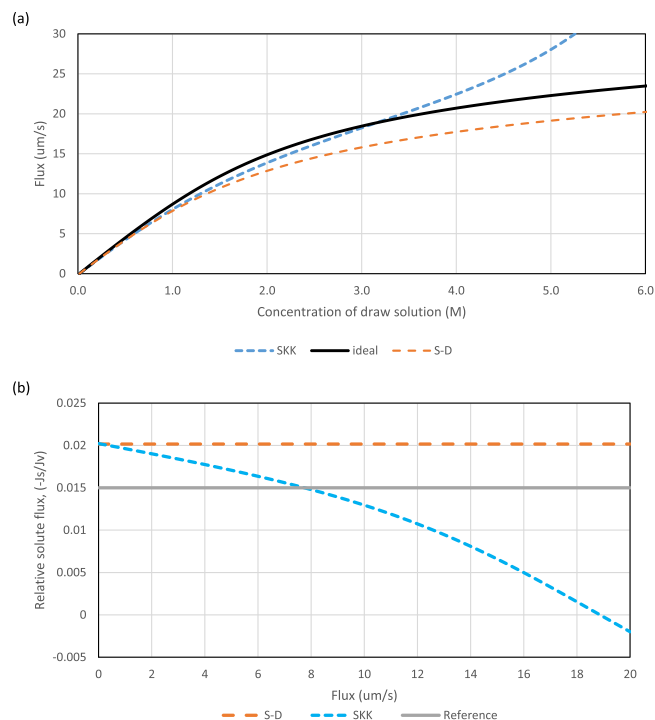 (a)
Flux (um/s)
30
25
20
15
10
5
0
0.0 1.0 2.0 3.0 4.0 5.0 6.0
Concentration of draw solution (M)
SKK ideal S-D
(b)
Relative solute flux, (-Js/Jv)
0.025
0.02
0.015
0.01
0.005
0
-0.005
0 2 4 6 8 10 12 14 16 18 20
Flux (um/s)
S-D SKK Reference